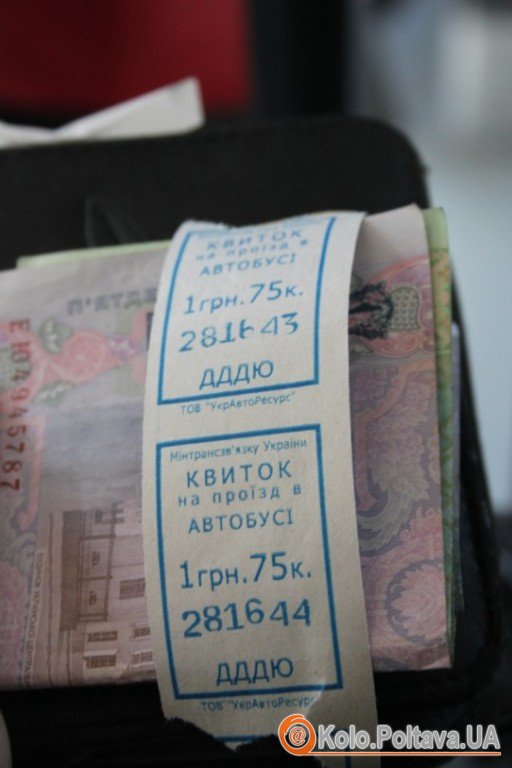 КВИТОК
на проїзд в
АВТОБУСІ
1грн.75к.
281643
ДДДЮ
ТОВ "УкрАвтоРесурс"
Мінтрансзв'язку України
КВИТОК
на проїзд в
АВТОБУСІ
1грн.75к.
281644
ДДДЮ
ТОВ "УкрАвтоРесурс"
ЕЮ4945787
@Kolo.Poltava.UA